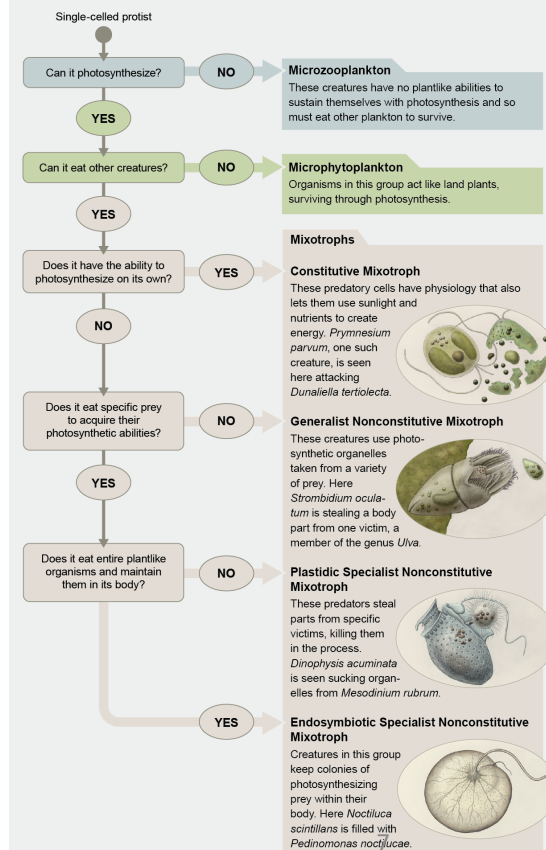 Single-celled protist
Can it photosynthesize?
NO
Microzooplankton
These creatures have no plantlike abilities to
sustain themselves with photosynthesis and so
must eat other plankton to survive.
YES
Can it eat other creatures?
NO
Microphytoplankton
Organisms in this group act like land plants,
surviving through photosynthesis.
YES
Mixotrophs
Does it have the ability to
photosynthesize on its own?
YES
Constitutive Mixotroph
These predatory cells have physiology that also
lets them use sunlight and
nutrients to create
energy. Prymnesium
parvum, one such
creature, is seen
here attacking
Dunaliella tertiolecta.
NO
Does it eat specific prey
to acquire their
photosynthetic abilities?
NO
Generalist Nonconstitutive Mixotroph
These creatures use photo-
synthetic organelles
taken from a variety
of prey. Here
Strombidium ocula-
tum is stealing a body
part from one victim, a
member of the genus Ulva.
YES
Does it eat entire plantlike
organisms and maintain
them in its body?
NO
Plastidic Specialist Nonconstitutive
Mixotroph
These predators steal
parts from specific
victims, killing them
in the process.
Dinophysis acuminata
is seen sucking organ-
elles from Mesodinium rubrum.
YES
Endosymbiotic Specialist Nonconstitutive
Mixotroph
Creatures in this group
keep colonies of
photosynthesizing
prey within their
body. Here Noctiluca
scintillans is filled with
Pedinomonas noctilucae.
7